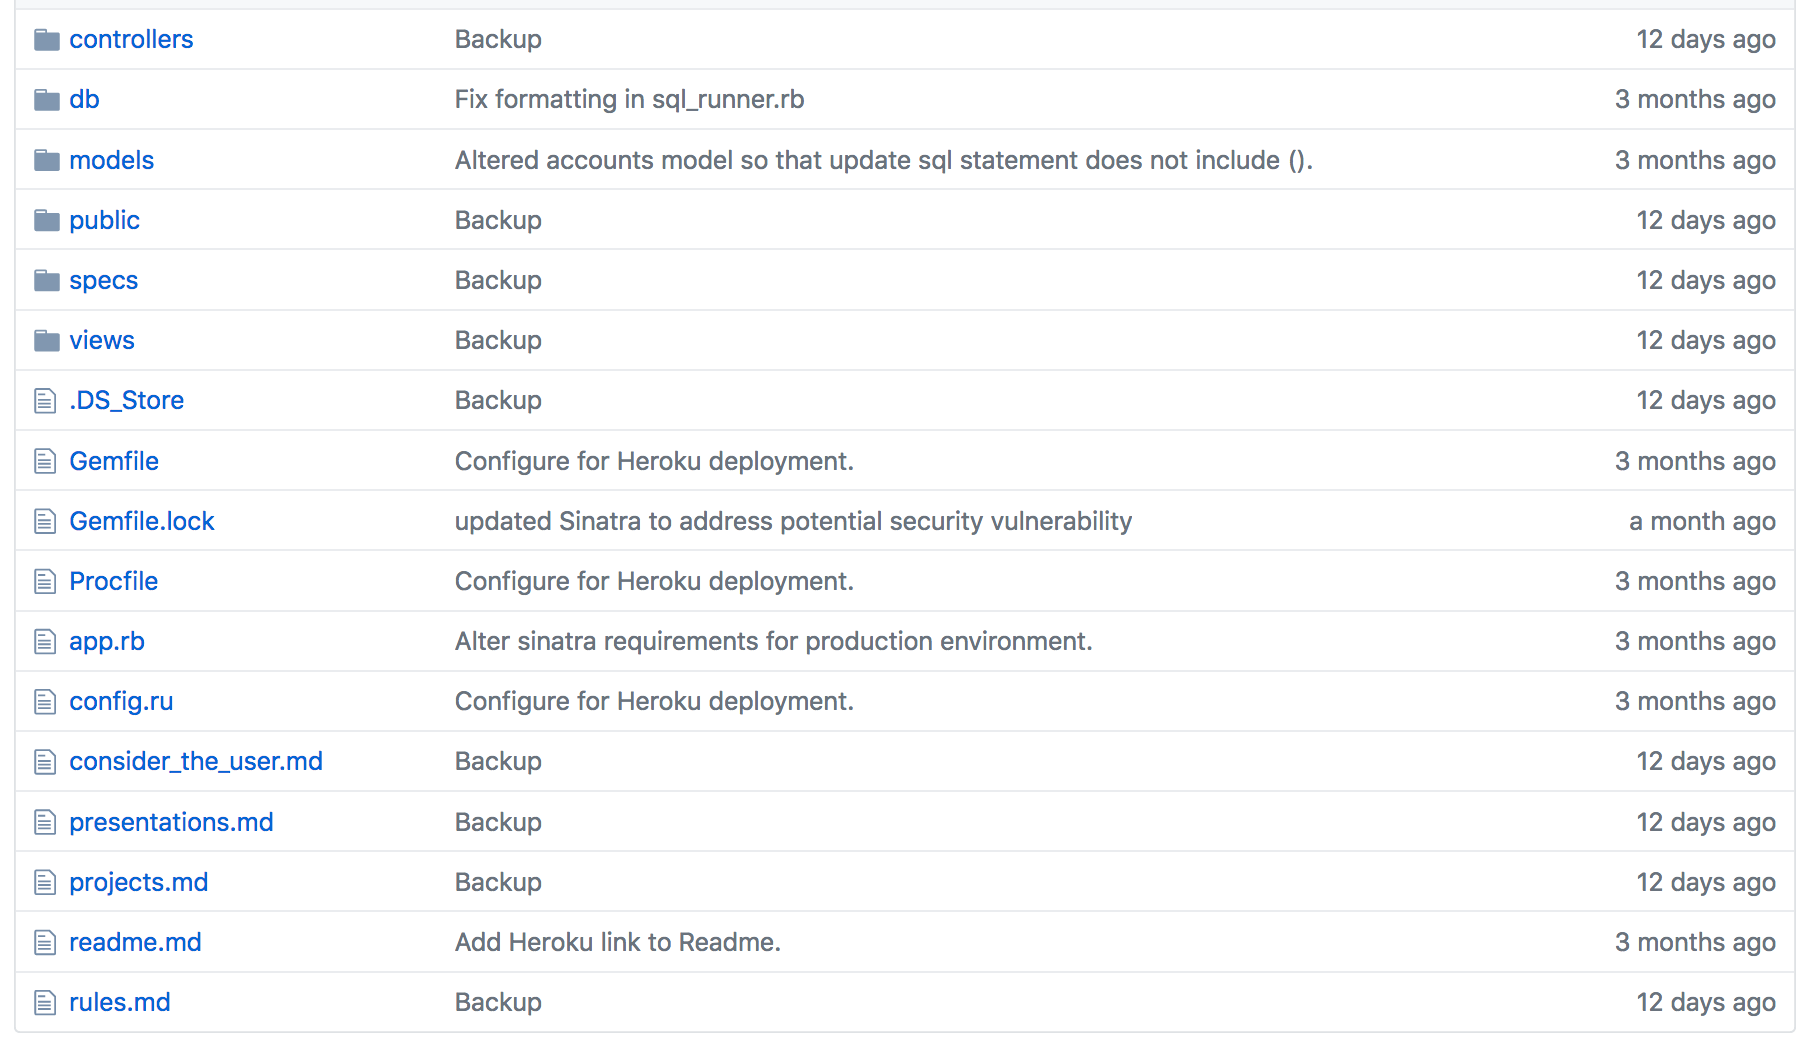 controllers Backup 12 days ago
db Fix formatting in sql_runner.rb 3 months ago
models Altered accounts model so that update sql statement does not include (). 3 months ago
public Backup 12 days ago
specs Backup 12 days ago
views Backup 12 days ago
.DS_Store Backup 12 days ago
Gemfile Configure for Heroku deployment. 3 months ago
Gemfile.lock updated Sinatra to address potential security vulnerability a month ago
Procfile Configure for Heroku deployment. 3 months ago
app.rb Alter sinatra requirements for production environment. 3 months ago
config.ru Configure for Heroku deployment. 3 months ago
consider_the_user.md Backup 12 days ago
presentations.md Backup 12 days ago
projects.md Backup 12 days ago
readme.md Add Heroku link to Readme. 3 months ago
rules.md Backup 12 days ago